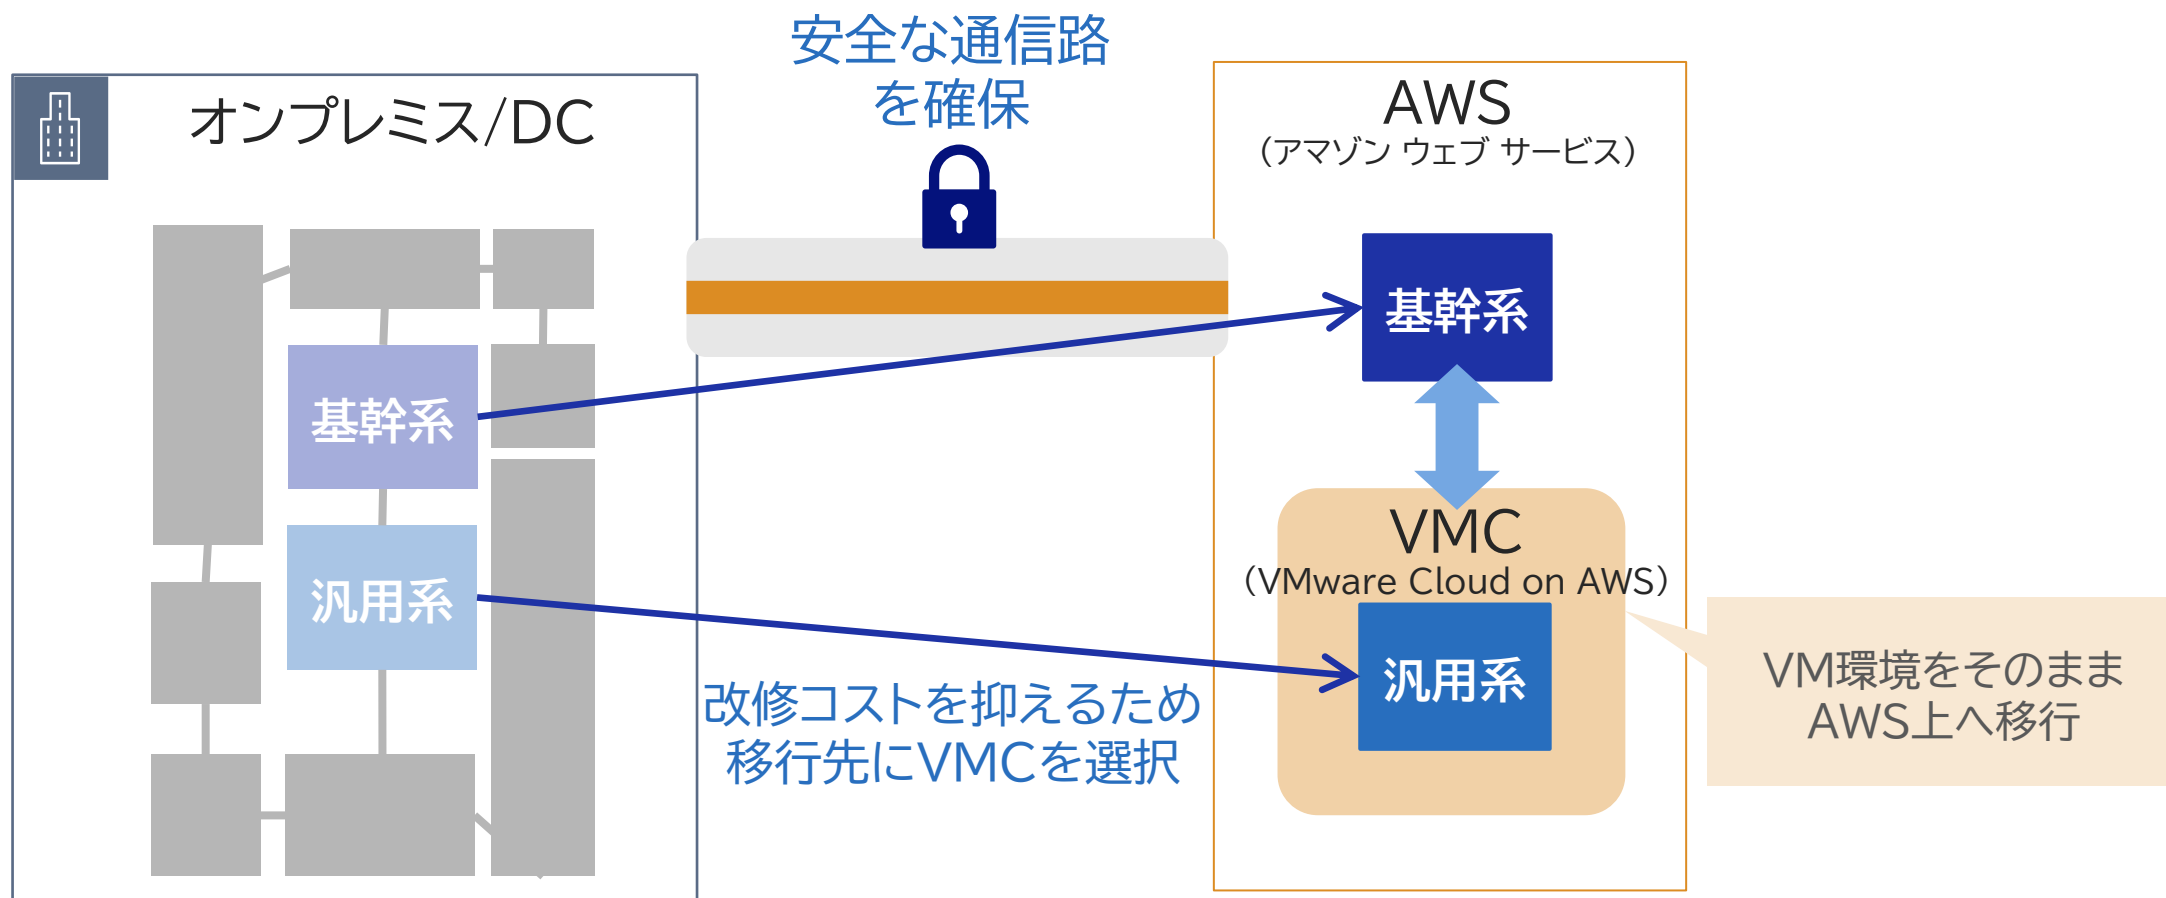 安全な通信路
を確保
オンプレミス/DC
AWS
（アマゾン ウェブ サービス）
基幹系
基幹系
汎用系
VMC
（VMware Cloud on AWS）
汎用系
改修コストを抑えるため
移行先にVMCを選択
VM環境をそのまま
AWS上へ移行